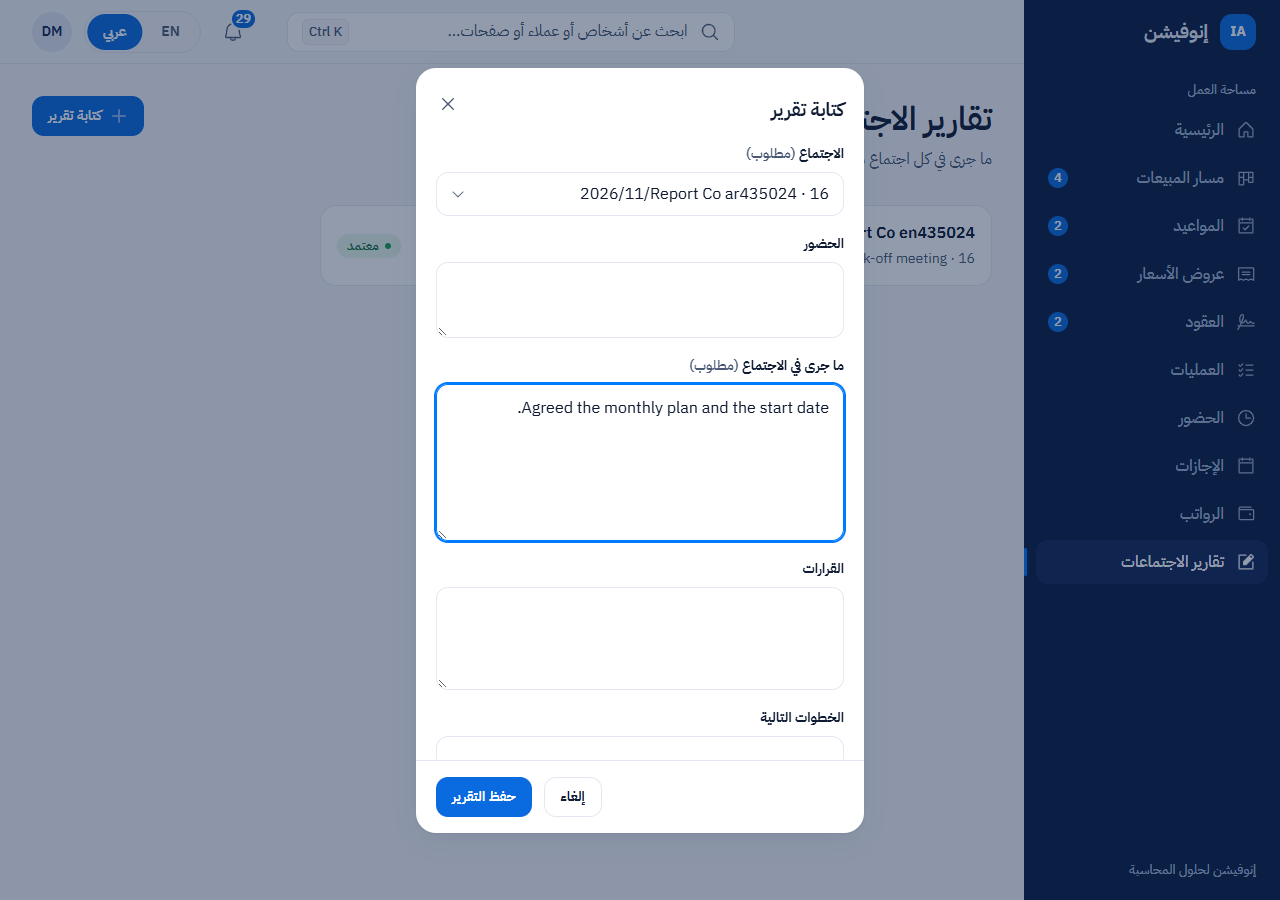 IA
إنوفيشن
ابحث عن أشخاص أو عملاء أو صفحات...
Ctrl K
29
EN
عربي
DM
مساحة العمل
الرئيسية
مسار المبيعات
4
المواعيد
2
عروض الأسعار
2
العقود
2
العمليات
الحضور
الإجازات
الرواتب
تقارير الاجتماعات
إنوفيشن لحلول المحاسبة
تقارير
ما جرى في كل اجتماع
كتابة تقرير
Co en435024
k-off meeting · 16
معتمد
كتابة تقرير
الاجتماع (مطلوب)
2026/11/Report Co ar435024 · 16
الحضور
ما جرى في الاجتماع (مطلوب)
.Agreed the monthly plan and the start date
القرارات
الخطوات التالية
إلغاء
حفظ التقرير